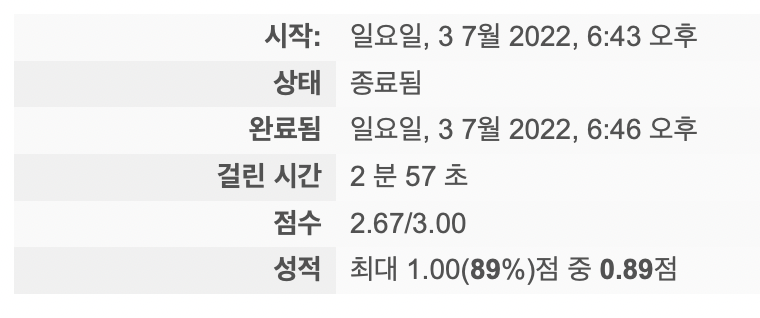 시작: 일요일, 3 7월 2022, 6:43 오후
상태 종료됨
완료됨 일요일, 3 7월 2022, 6:46 오후
걸린 시간 2 분 57 초
점수 2.67/3.00
성적 최대 1.00(89%)점 중 0.89점